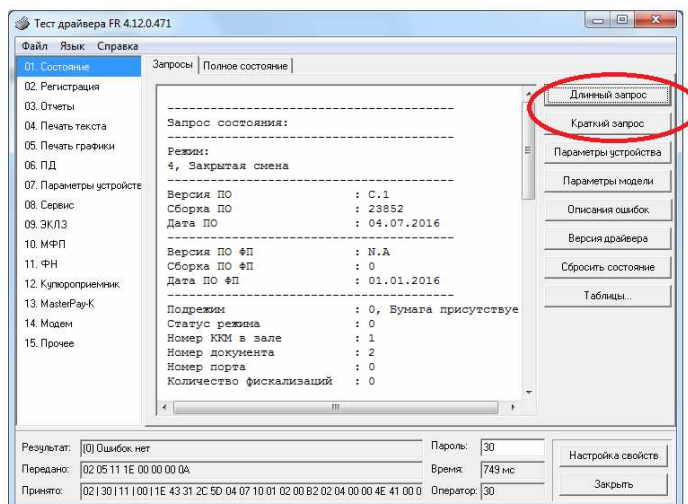 Тест драйвера FR 4.12.0.471
Файл Язык Справка
01. Состояние
02. Регистрация
03. Отчеты
04. Печать текста
05. Печать графики
06. ПД
07. Параметры устройств
08. Сервис
09. ЭКЛЗ
10. МФП
11. ФН
12. Купюроприемник
13. MasterPay-K
14. Модем
15. Прочее
Запросы Полное состояние
----------------------------------------
Запрос состояния:
----------------------------------------
Режим:
4, Закрытая смена
----------------------------------------
Версия ПО : C.1
Сборка ПО : 23852
Дата ПО : 04.07.2016
----------------------------------------
Версия ПО ФП : N.A
Сборка ПО ФП : 0
Дата ПО ФП : 01.01.2016
----------------------------------------
Подрежим : 0, Бумага присутствуе
Статус режима : 0
Номер ККМ в зале : 1
Номер документа : 2
Номер порта : 0
Количество фискализаций : 0
Длинный запрос
Краткий запрос
Параметры устройства
Параметры модели
Описания ошибок
Версия драйвера
Сбросить состояние
Таблицы...
Результат: (0) Ошибок нет
Передано: 02 05 11 1E 00 00 00 0A
Принято: 02 | 30 | 11 | 00 | 1E 43 31 2C 5D 04 07 10 01 02 00 B2 02 04 00 00 4E 41 00 0
Пароль: 30
Время: 749 мс
Оператор: 30
Настройка свойств
Закрыть